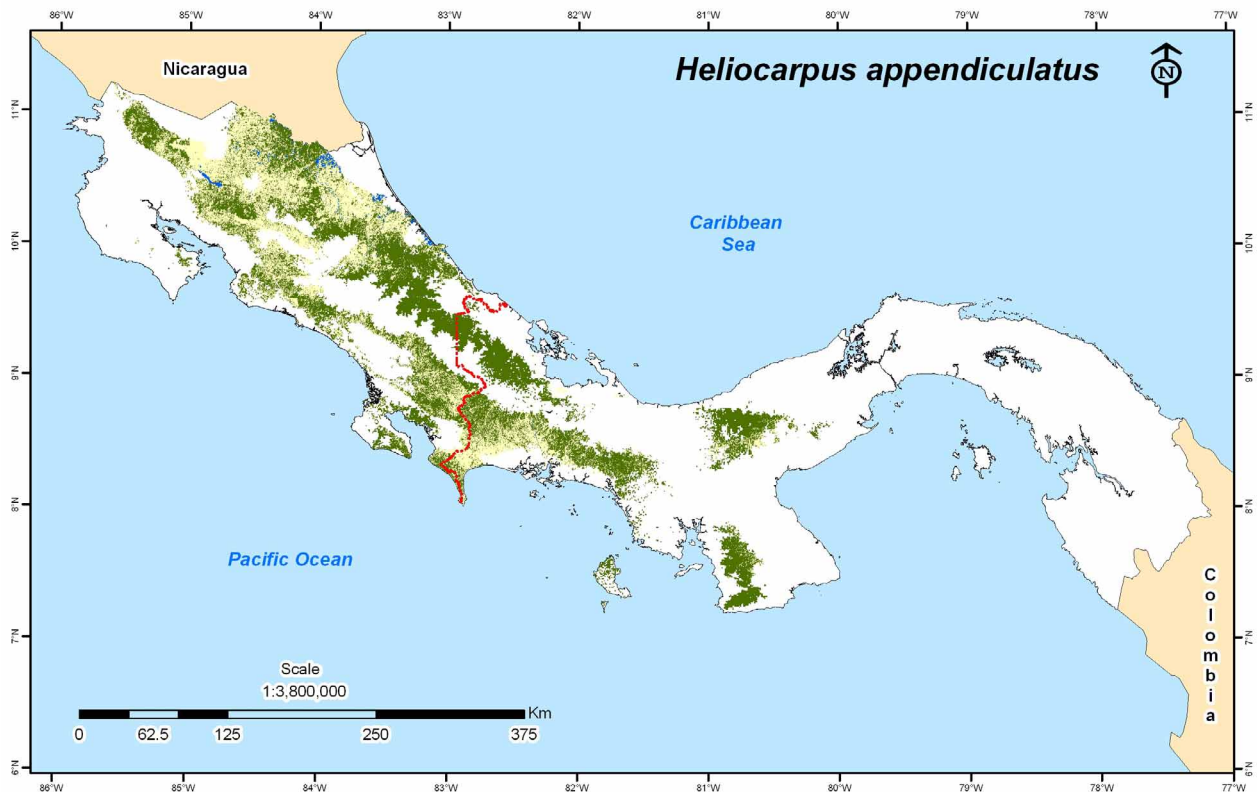 86°W 85°W 84°W 83°W 82°W 81°W 80°W 79°W 78°W 77°W
Nicaragua
Heliocarpus appendiculatus
N
11°N 11°N
Caribbean
Sea
10°N 10°N
9°N 9°N
8°N 8°N
Pacific Ocean
Colombia
7°N 7°N
Scale
1:3,800,000
Km
0 62.5 125 250 375
6°N 6°N
86°W 85°W 84°W 83°W 82°W 81°W 80°W 79°W 78°W 77°W